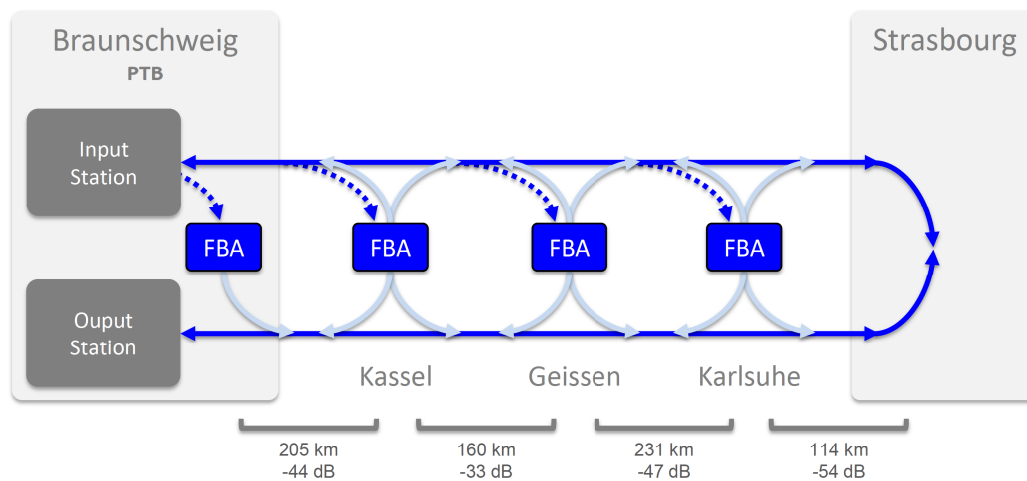 Braunschweig
PTB
Strasbourg
Input
Station
FBA
FBA
FBA
FBA
Ouput
Station
Kassel
Geissen
Karlsuhe
205 km
-44 dB
160 km
-33 dB
231 km
-47 dB
114 km
-54 dB